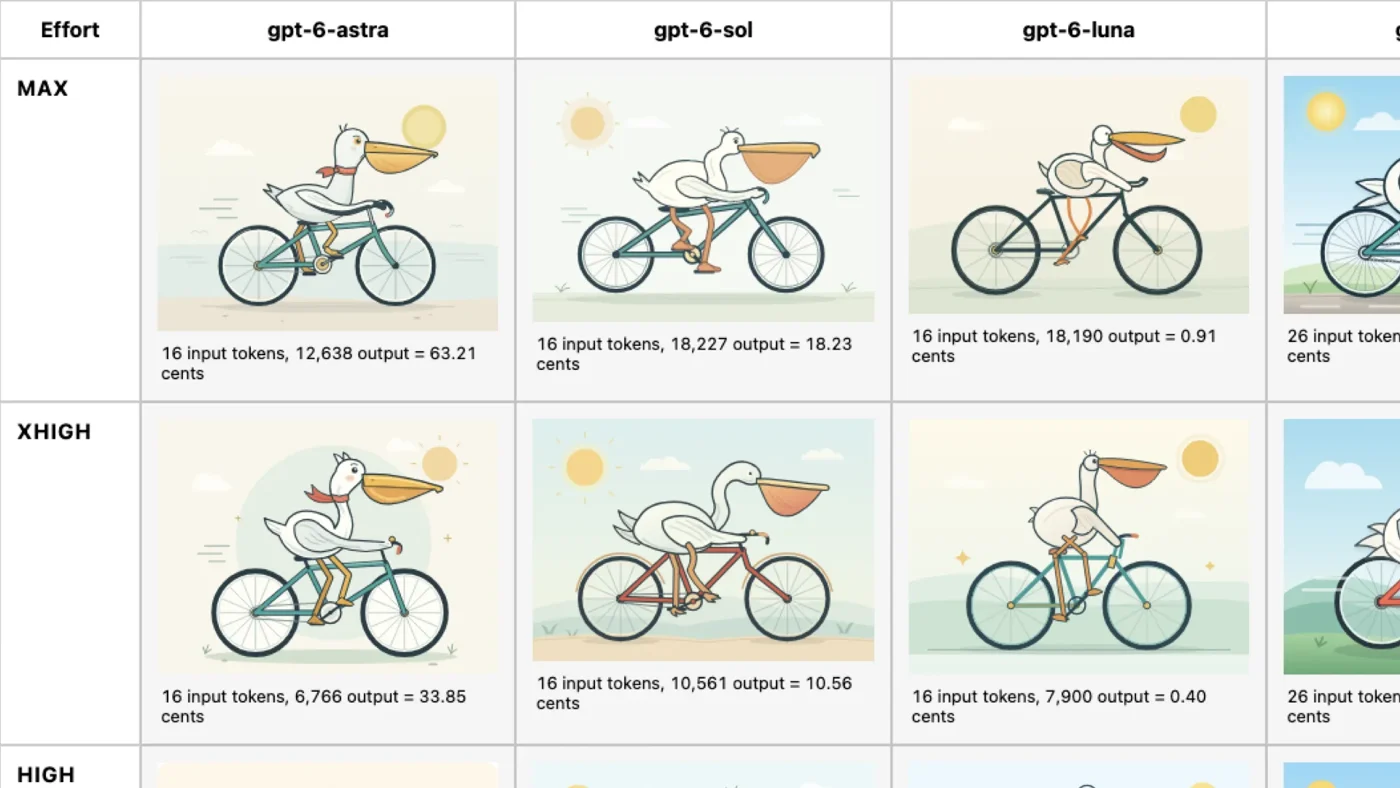 Effort
gpt-6-astra
gpt-6-sol
gpt-6-luna
MAX
16 input tokens, 12,638 output = 63.21
cents
16 input tokens, 18,227 output = 18.23
cents
16 input tokens, 18,190 output = 0.91
cents
26 input
cents
XHIGH
16 input tokens, 6,766 output = 33.85
cents
16 input tokens, 10,561 output = 10.56
cents
16 input tokens, 7,900 output = 0.40
cents
26 input
cents
HIGH